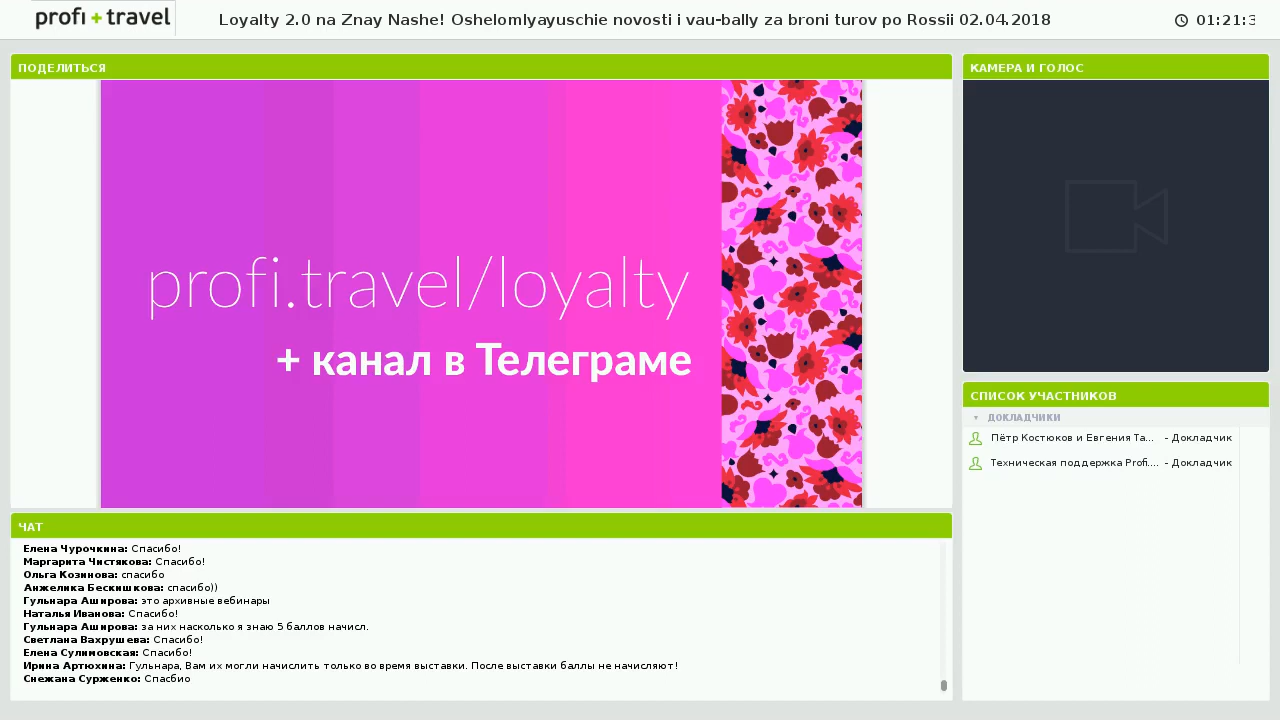 profi + travel
Loyalty 2.0 na Znay Nashe! Oshelomlyayuschie novosti i vau-bally za broni turov po Rossii 02.04.2018
01:21:3
ПОДЕЛИТЬСЯ
profi.travel/loyalty
+ канал в Телеграме
КАМЕРА И ГОЛОС
СПИСОК УЧАСТНИКОВ
ДОКЛАДЧИКИ
Пётр Костюков и Евгения Та... - Докладчик
Техническая поддержка Profi.... - Докладчик
ЧАТ
Елена Чурочкина: Спасибо!
Маргарита Чистякова: Спасибо!
Ольга Козинова: спасибо
Анжелика Бескишкова: спасибо))
Гульнара Аширова: это архивные вебинары
Наталья Иванова: Спасибо!
Гульнара Аширова: за них насколько я знаю 5 баллов начисл.
Светлана Вахрушева: Спасибо!
Елена Сулимовская: Спасибо!
Ирина Артюхина: Гульнара, Вам их могли начислить только во время выставки. После выставки баллы не начисляют!
Снежана Сурженко: Спасбио